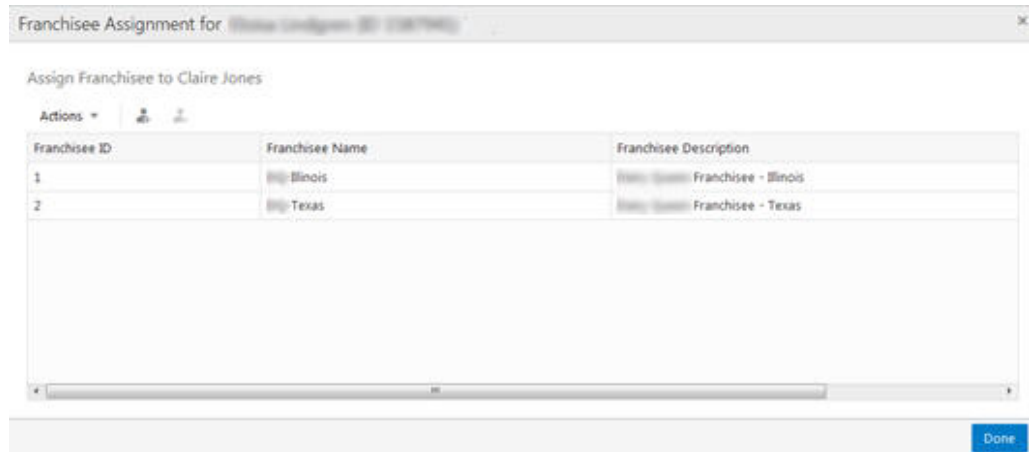 Franchisee Assignment for
Assign Franchisee to Claire Jones
Actions
Franchisee ID Franchisee Name Franchisee Description
1 Illinois Franchisee - Illinois
2 Texas Franchisee - Texas
Done